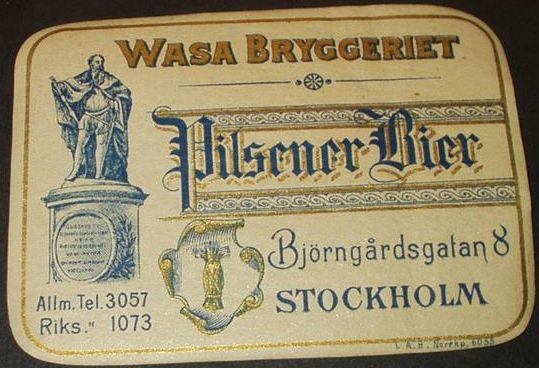 WASA BRYGGERIET
Pilsener Bier
Björngårdsgatan 8
STOCKHOLM
Allm. Tel. 3057
Riks. " 1073